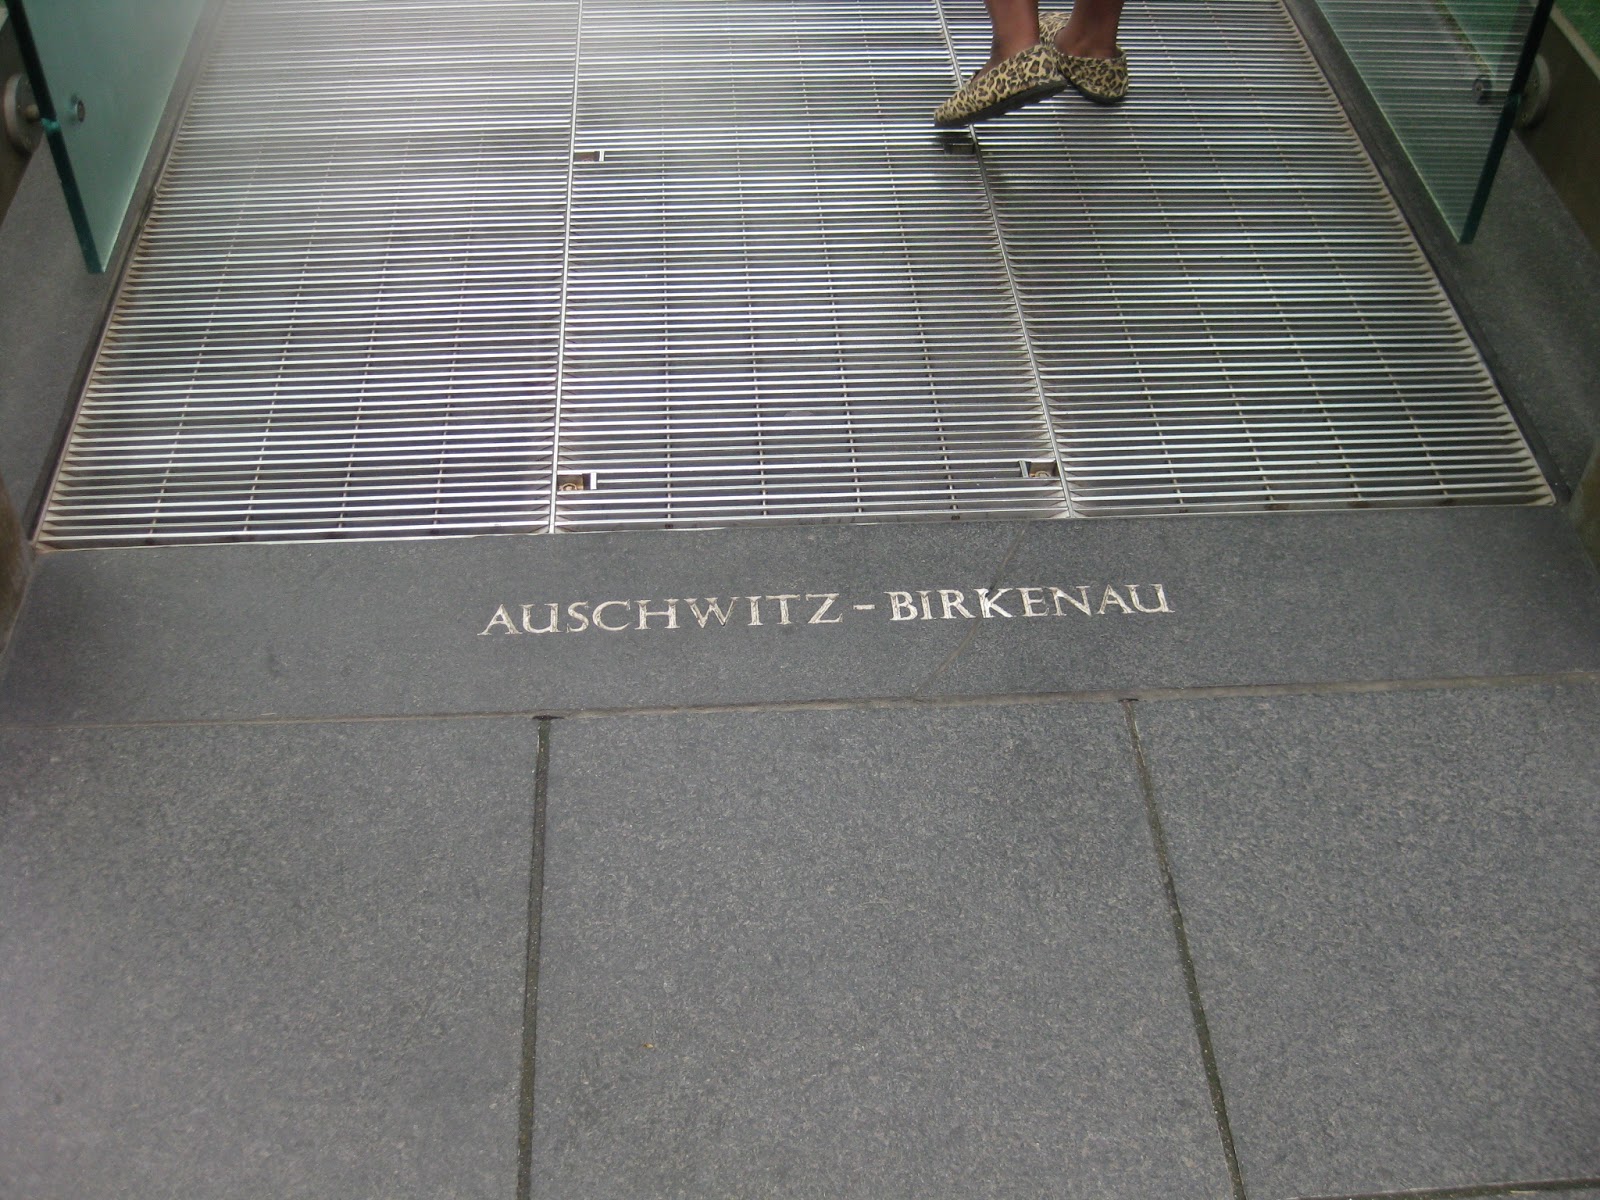 AUSCHWITZ - BIRKENAU